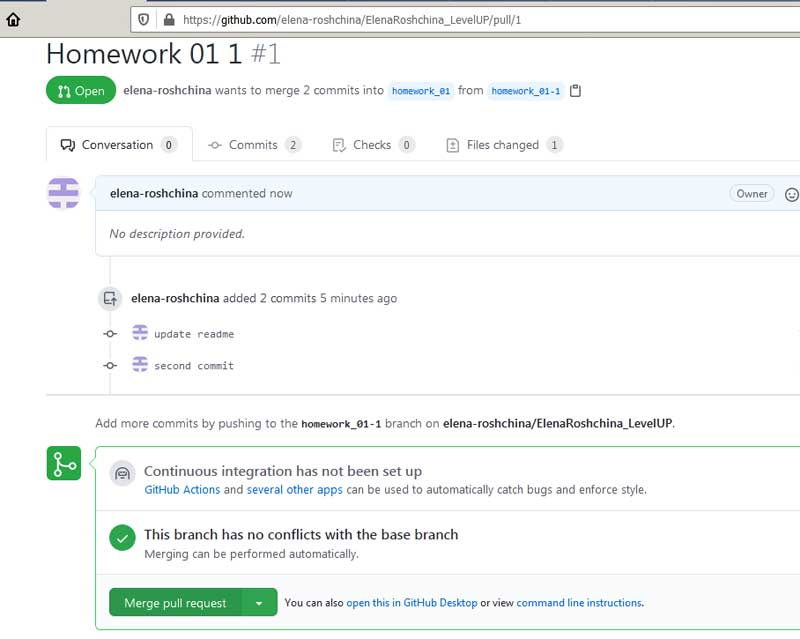 https://github.com/elena-roshchina/ElenaRoshchina_LevelUP/pull/1
Homework 01 1 #1
Open elena-roshchina wants to merge 2 commits into homework_01 from homework_01-1
Conversation 0 Commits 2 Checks 0 Files changed 1
elena-roshchina commented now Owner
No description provided.
elena-roshchina added 2 commits 5 minutes ago
update readme
second commit
Add more commits by pushing to the homework_01-1 branch on elena-roshchina/ElenaRoshchina_LevelUP.
Continuous integration has not been set up
GitHub Actions and several other apps can be used to automatically catch bugs and enforce style.
This branch has no conflicts with the base branch
Merging can be performed automatically.
Merge pull request You can also open this in GitHub Desktop or view command line instructions.